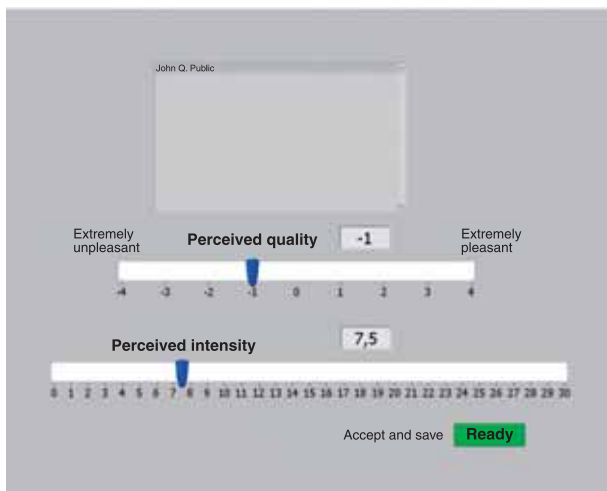 John Q. Public
Extremely unpleasant
Perceived quality
-1
Extremely pleasant
-4 -3 -2 -1 0 1 2 3 4
Perceived intensity
7,5
0 1 2 3 4 5 6 7 8 9 10 11 12 13 14 15 16 17 18 19 20 21 22 23 24 25 26 27 28 29 30
Accept and save Ready